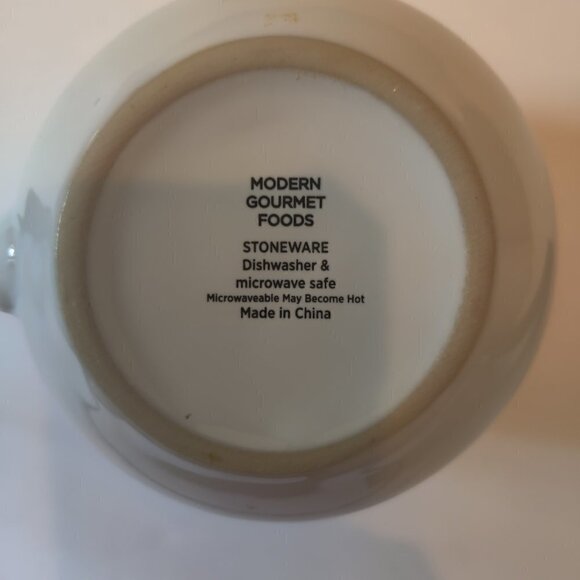 MODERN
GOURMET
FOODS
STONEWARE
Dishwasher &
microwave safe
Microwaveable May Become Hot
Made in China